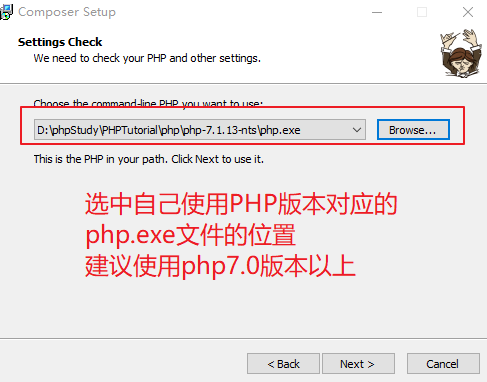 Composer Setup
Settings Check
We need to check your PHP and other settings.
Choose the command-line PHP you want to use:
D:\phpStudy\PHPTutorial\php\php-7.1.13-nts\php.exe
Browse...
This is the PHP in your path. Click Next to use it.
选中自己使用PHP版本对应的
php.exe文件的位置
建议使用php7.0版本以上
< Back
Next >
Cancel